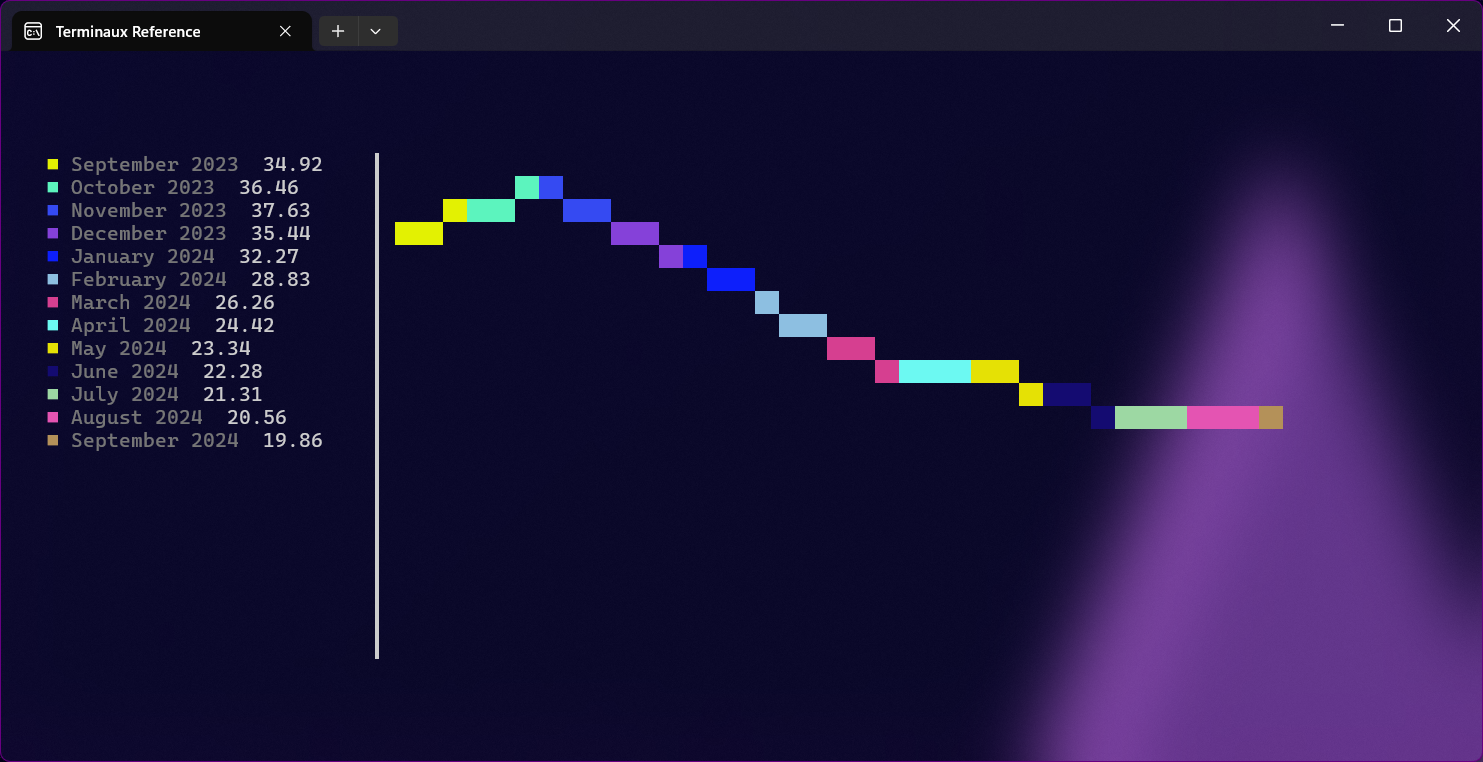 C:\ Terminaux Reference
September 2023  34.92
October 2023  36.46
November 2023  37.63
December 2023  35.44
January 2024  32.27
February 2024  28.83
March 2024  26.26
April 2024  24.42
May 2024  23.34
June 2024  22.28
July 2024  21.31
August 2024  20.56
September 2024  19.86